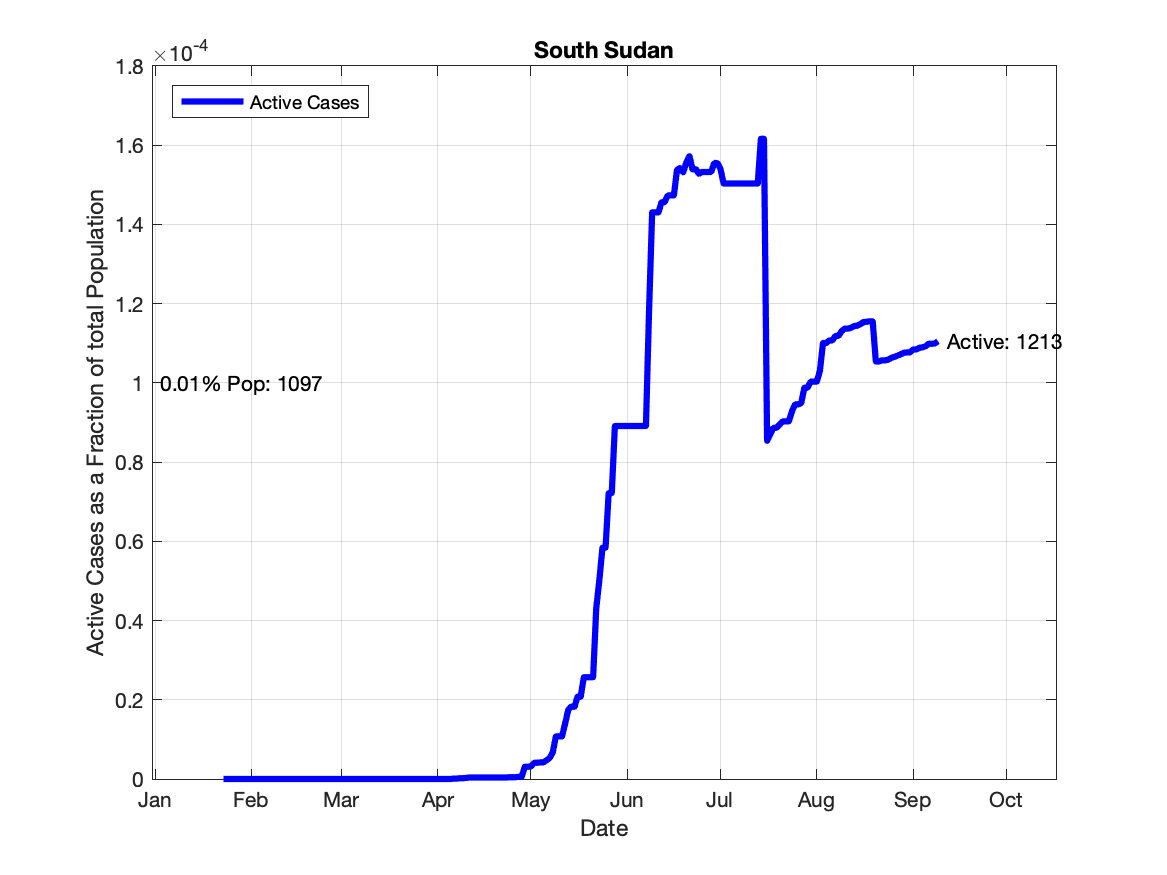 South Sudan
×10-4
Active Cases
1.8
1.6
1.4
1.2
1
0.8
0.6
0.4
0.2
0
0.01% Pop: 1097
Active: 1213
Active Cases as a Fraction of total Population
Jan Feb Mar Apr May Jun Jul Aug Sep Oct
Date